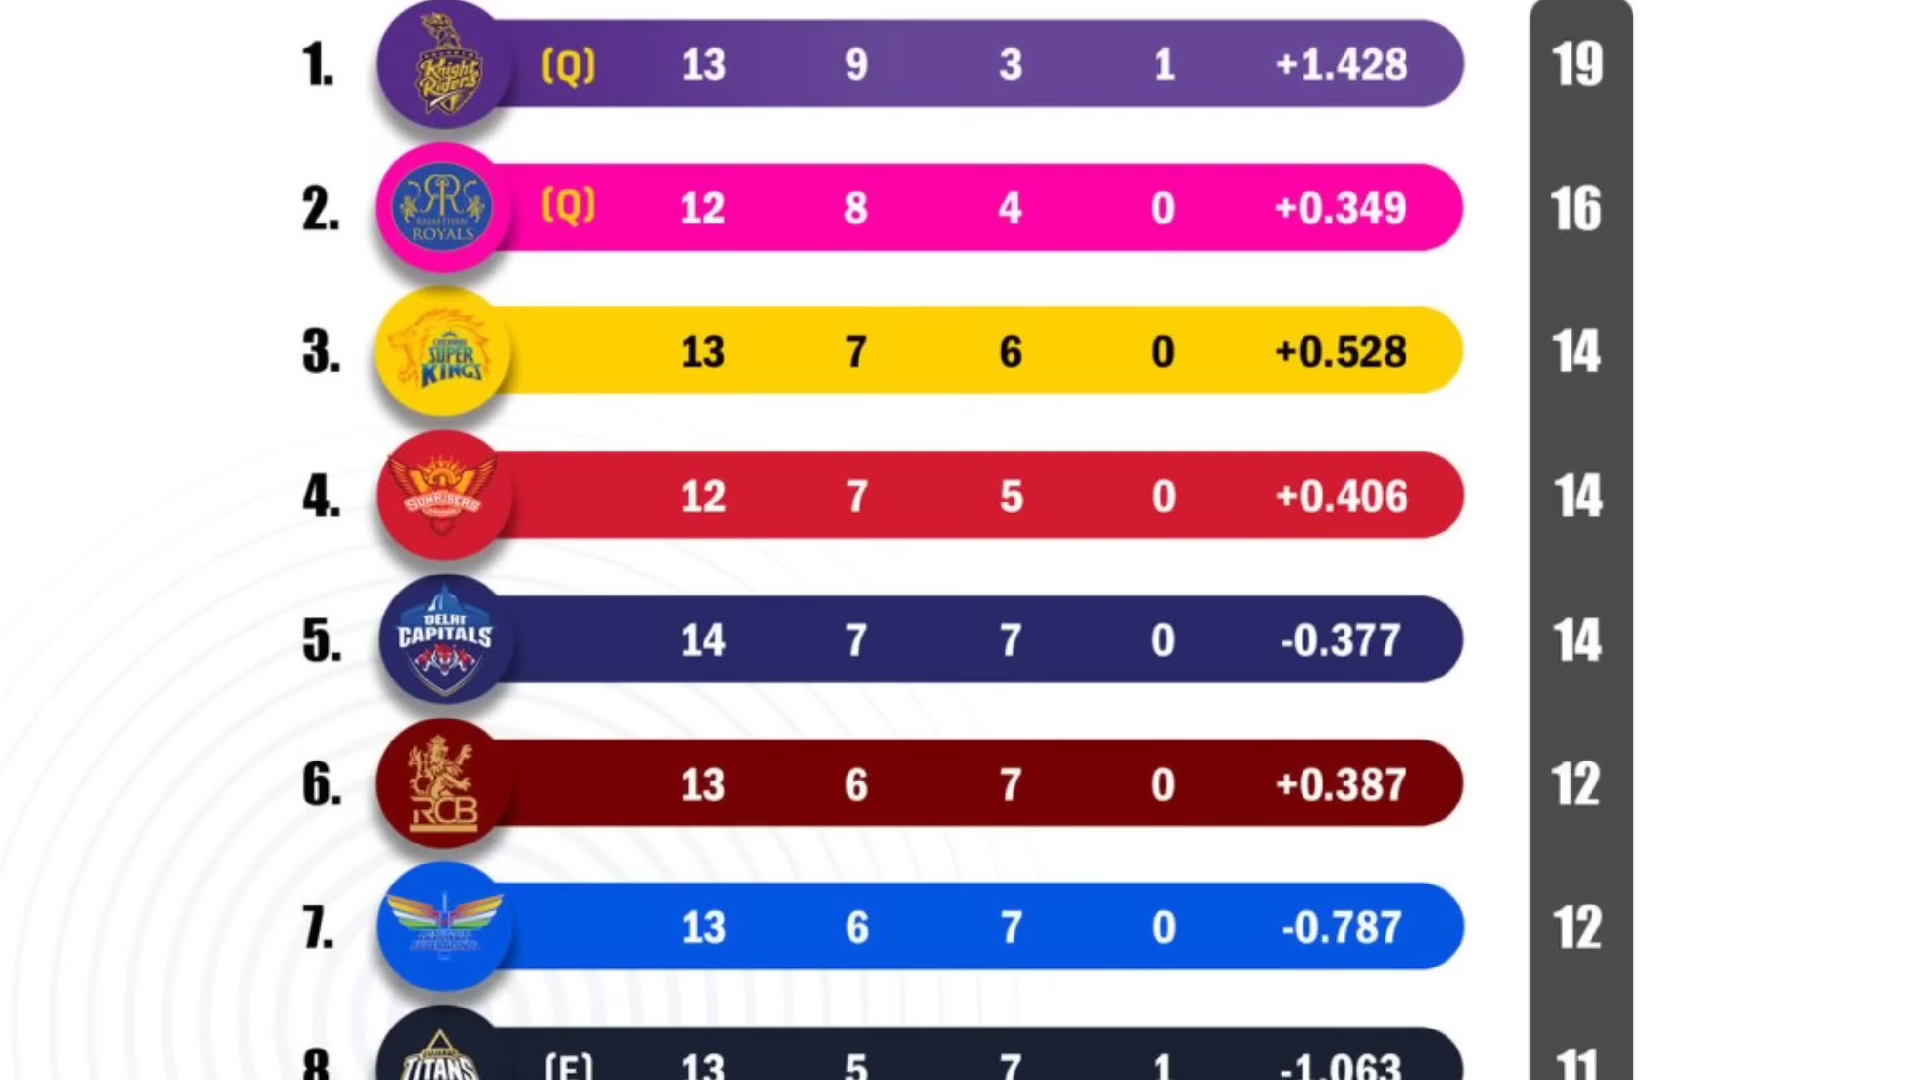 1. Knight Riders (Q) 13 9 3 1 +1.428 19
2. RR RAJASTHAN ROYALS (Q) 12 8 4 0 +0.349 16
3. CHENNAI SUPER KINGS 13 7 6 0 +0.528 14
4. SUNRISERS 12 7 5 0 +0.406 14
5. DELHI CAPITALS 14 7 7 0 -0.377 14
6. RCB 13 6 7 0 +0.387 12
7. 13 6 7 0 -0.787 12
8. TITANS (E) 13 5 7 1 -1.063 11